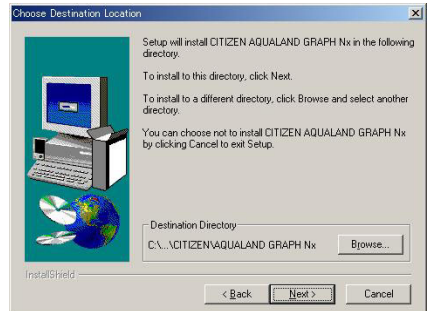 Choose Destination Location
Setup will install CITIZEN AQUALAND GRAPH Nx in the following
directory.
To install to this directory, click Next.
To install to a different directory, click Browse and select another
directory.
You can choose not to install CITIZEN AQUALAND GRAPH Nx
by clicking Cancel to exit Setup.
Destination Directory
C:\...\CITIZEN\AQUALAND GRAPH Nx
Browse...
InstallShield
< Back
Next >
Cancel